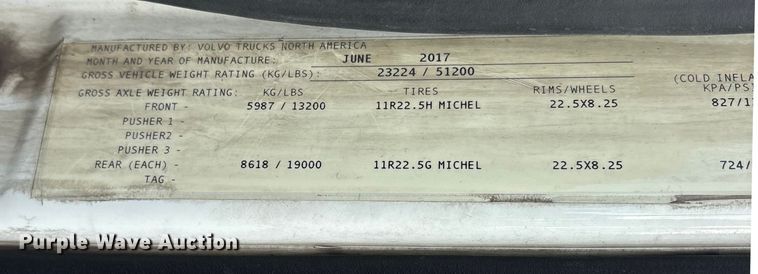 MANUFACTURED BY: VOLVO TRUCKS NORTH AMERICA
MONTH AND YEAR OF MANUFACTURE: JUNE 2017
GROSS VEHICLE WEIGHT RATING (KG/LBS): 23224 / 51200
(COLD INFLA
GROSS AXLE WEIGHT RATING: KG/LBS TIRES RIMS/WHEELS KPA/PSI
FRONT - 5987 / 13200 11R22.5H MICHEL 22.5X8.25 827/1
PUSHER 1 -
PUSHER2 -
PUSHER 3 -
REAR (EACH) - 8618 / 19000 11R22.5G MICHEL 22.5X8.25 724/
TAG -
Purple Wave Auction